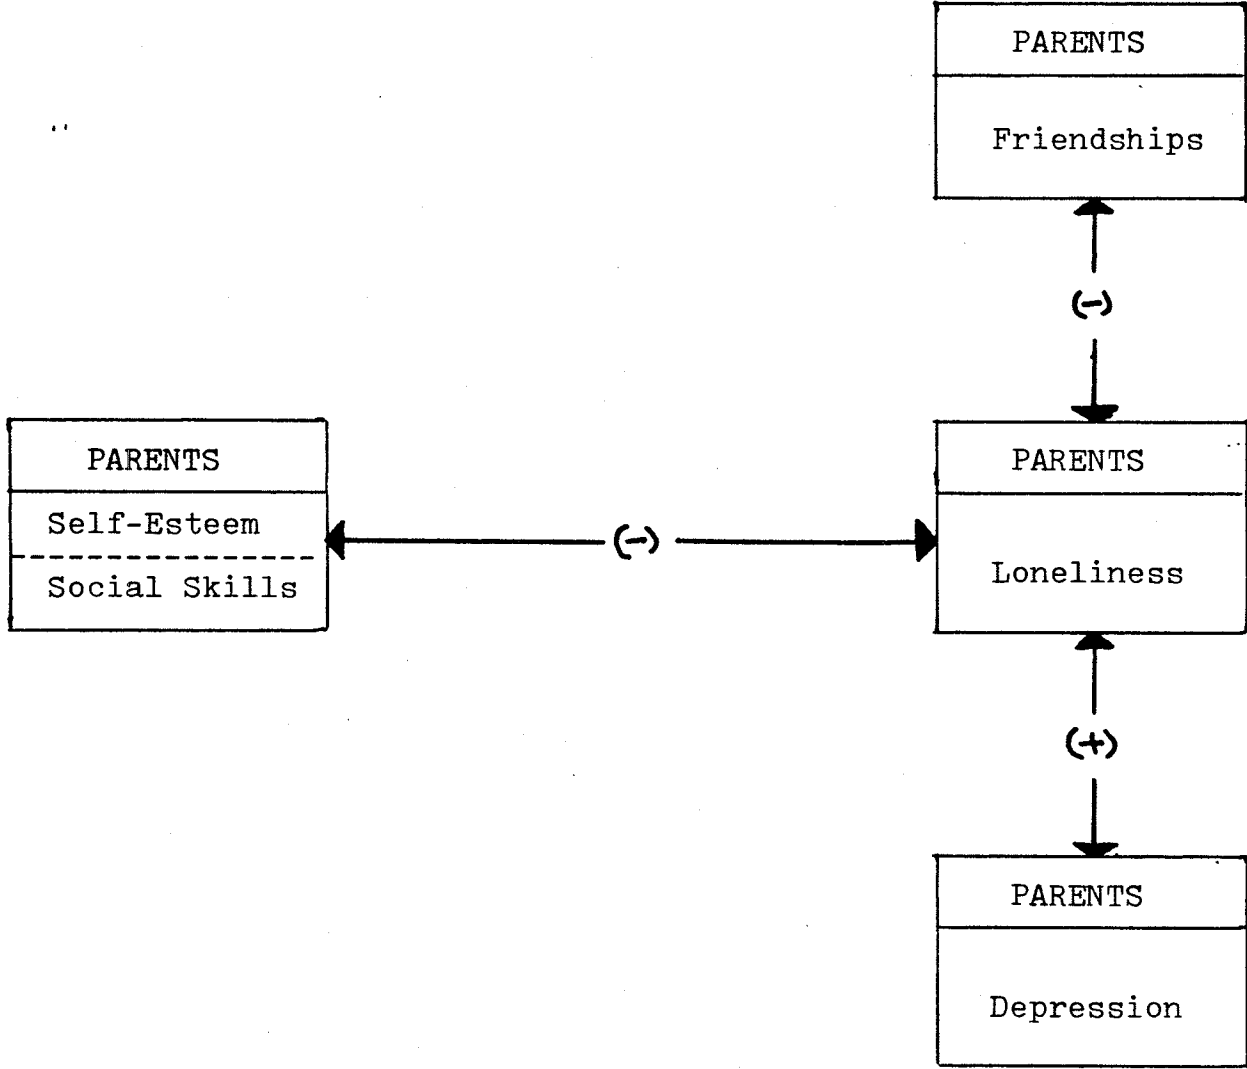 PARENTS
Friendships
(-)
PARENTS
Self-Esteem
Social Skills
(-)
PARENTS
Loneliness
(+)
PARENTS
Depression